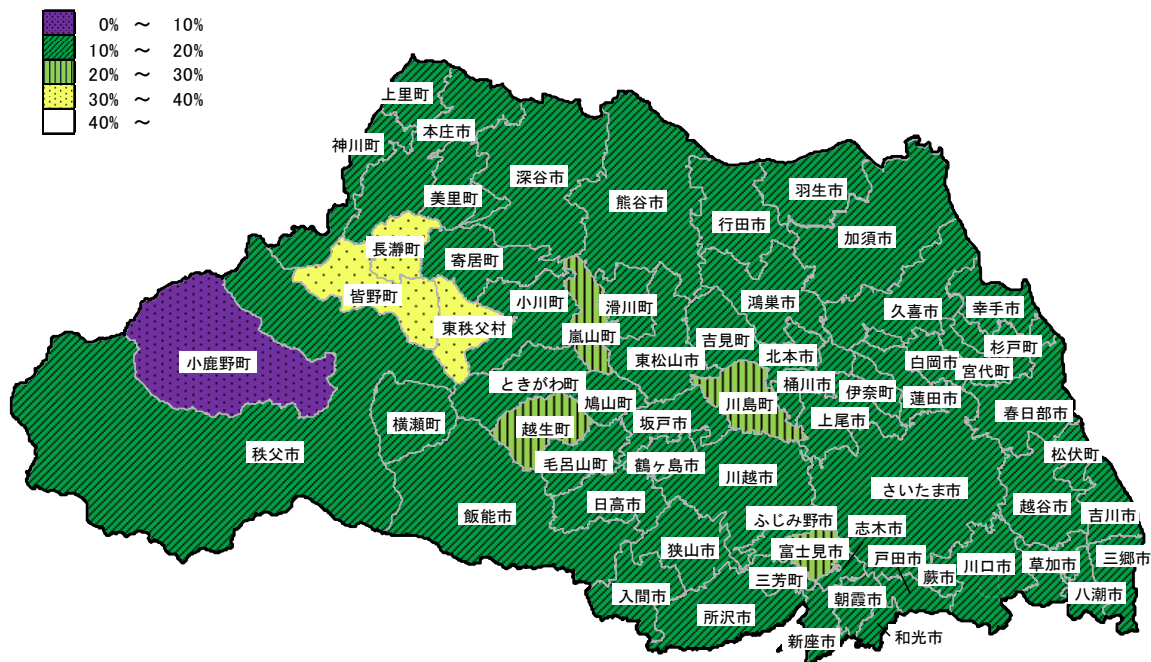 0% ～ 10%
10% ～ 20%
20% ～ 30%
30% ～ 40%
40% ～
上里町
本庄市
神川町
深谷市
美里町
熊谷市
羽生市
行田市
加須市
長瀞町
寄居町
皆野町
小川町
滑川町
鴻巣市
久喜市
幸手市
東秩父村
嵐山町
吉見町
杉戸町
小鹿野町
東松山市
北本市
白岡市
宮代町
ときがわ町
桶川市
伊奈町
蓮田市
鳩山町
川島町
春日部市
横瀬町
越生町
坂戸市
上尾市
秩父市
毛呂山町
鶴ヶ島市
川越市
松伏町
さいたま市
日高市
越谷市
吉川市
飯能市
ふじみ野市
志木市
狭山市
富士見市
戸田市
川口市
草加市
三郷市
三芳町
蕨市
入間市
朝霞市
八潮市
所沢市
新座市
和光市